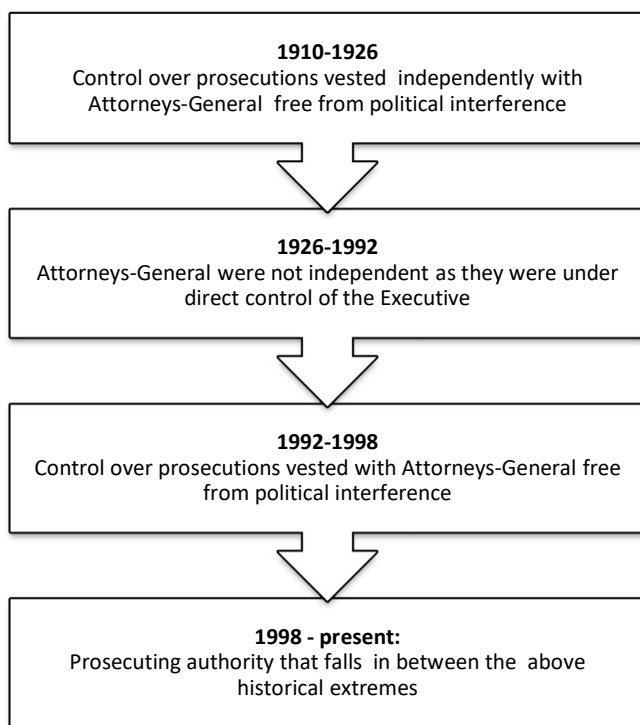 1910-1926
Control over prosecutions vested independently with
Attorneys-General free from political interference
1926-1992
Attorneys-General were not independent as they were under
direct control of the Executive
1992-1998
Control over prosecutions vested with Attorneys-General free
from political interference
1998 - present:
Prosecuting authority that falls in between the above
historical extremes